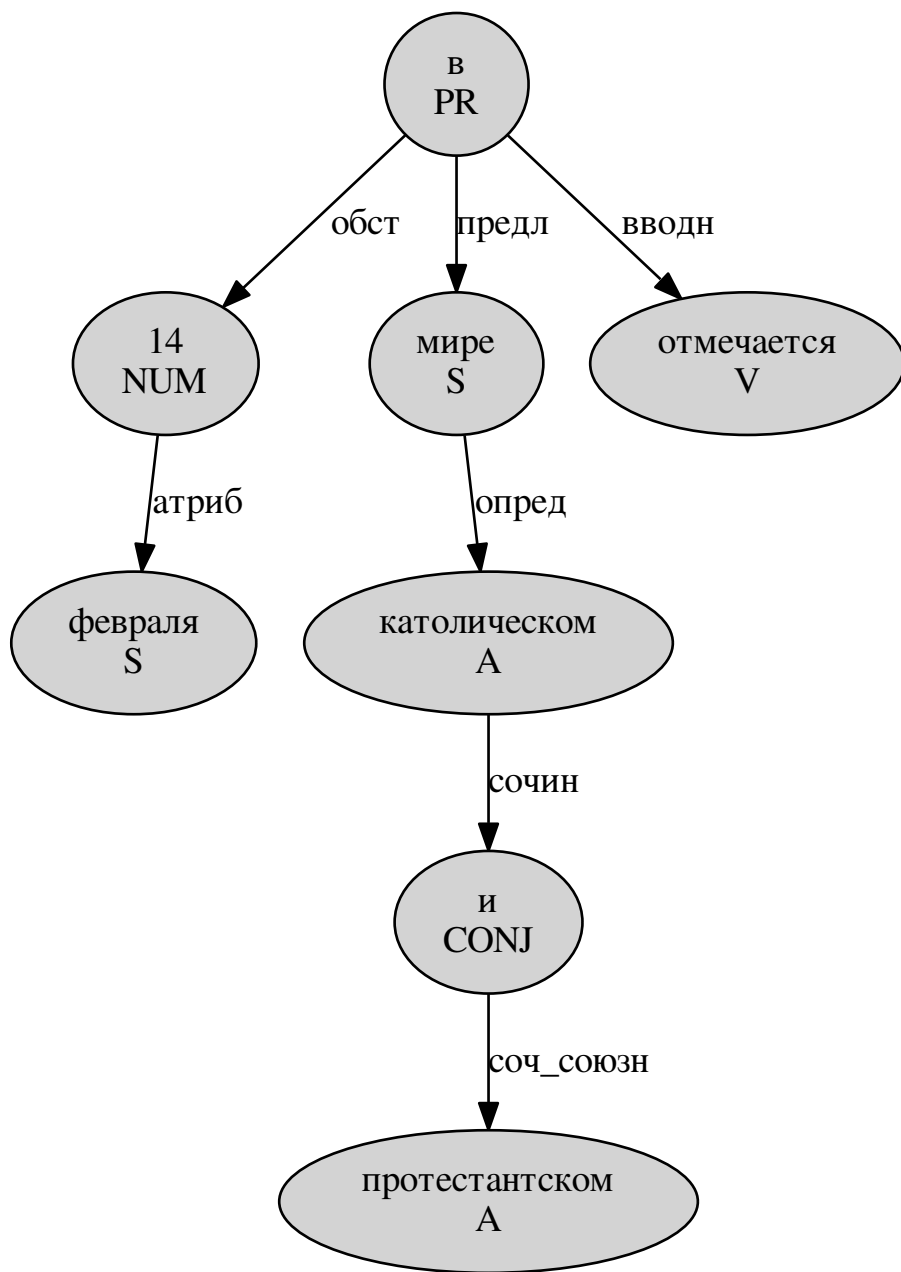 в
PR
обст
предл
вводн
14
NUM
мире
S
отмечается
V
атриб
опред
февраля
S
католическом
A
сочин
и
CONJ
соч_союзн
протестантском
A